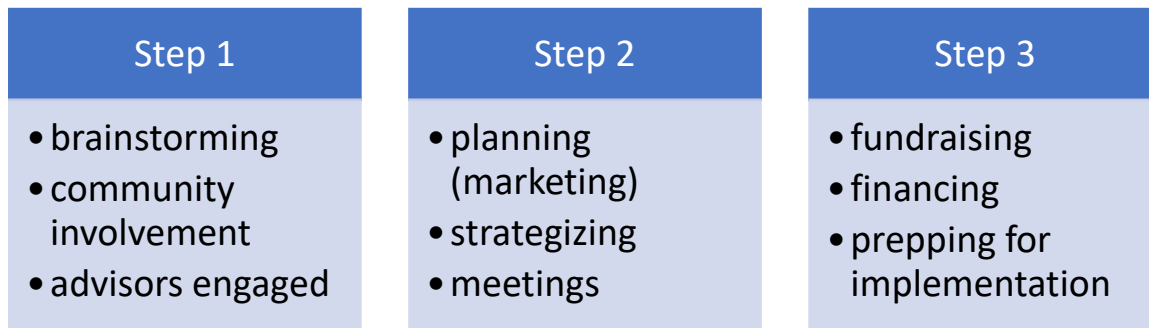 Step 1
• brainstorming
• community
involvement
• advisors engaged
Step 2
• planning
(marketing)
• strategizing
• meetings
Step 3
• fundraising
• financing
• prepping for
implementation